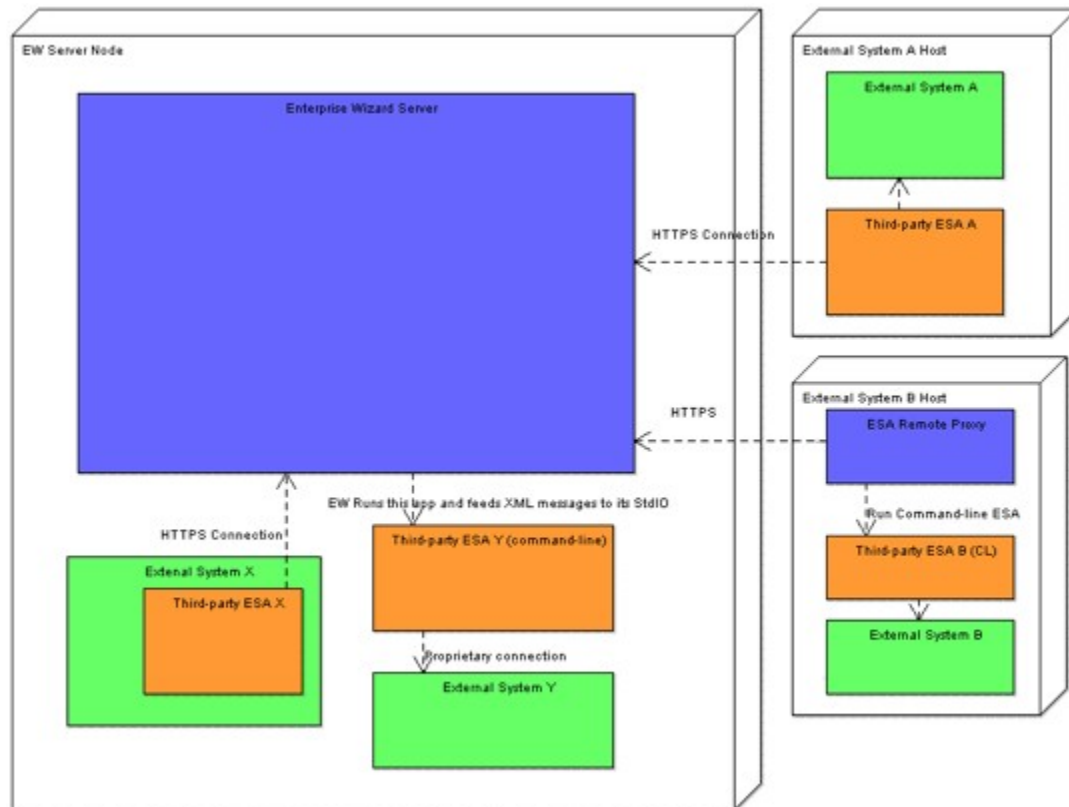 EW Server Node
Enterprise Wizard Server
External System A Host
External System A
Third-party ESA A
HTTPS Connection
External System B Host
ESA Remote Proxy
HTTPS
Run Command-line ESA
Third-party ESA B (CL)
External System B
EW Runs this app and feeds XML messages to its StdIO
HTTPS Connection
Third-party ESA Y (command-line)
Extenal System X
Third-party ESA X
Proprietary connection
External System Y